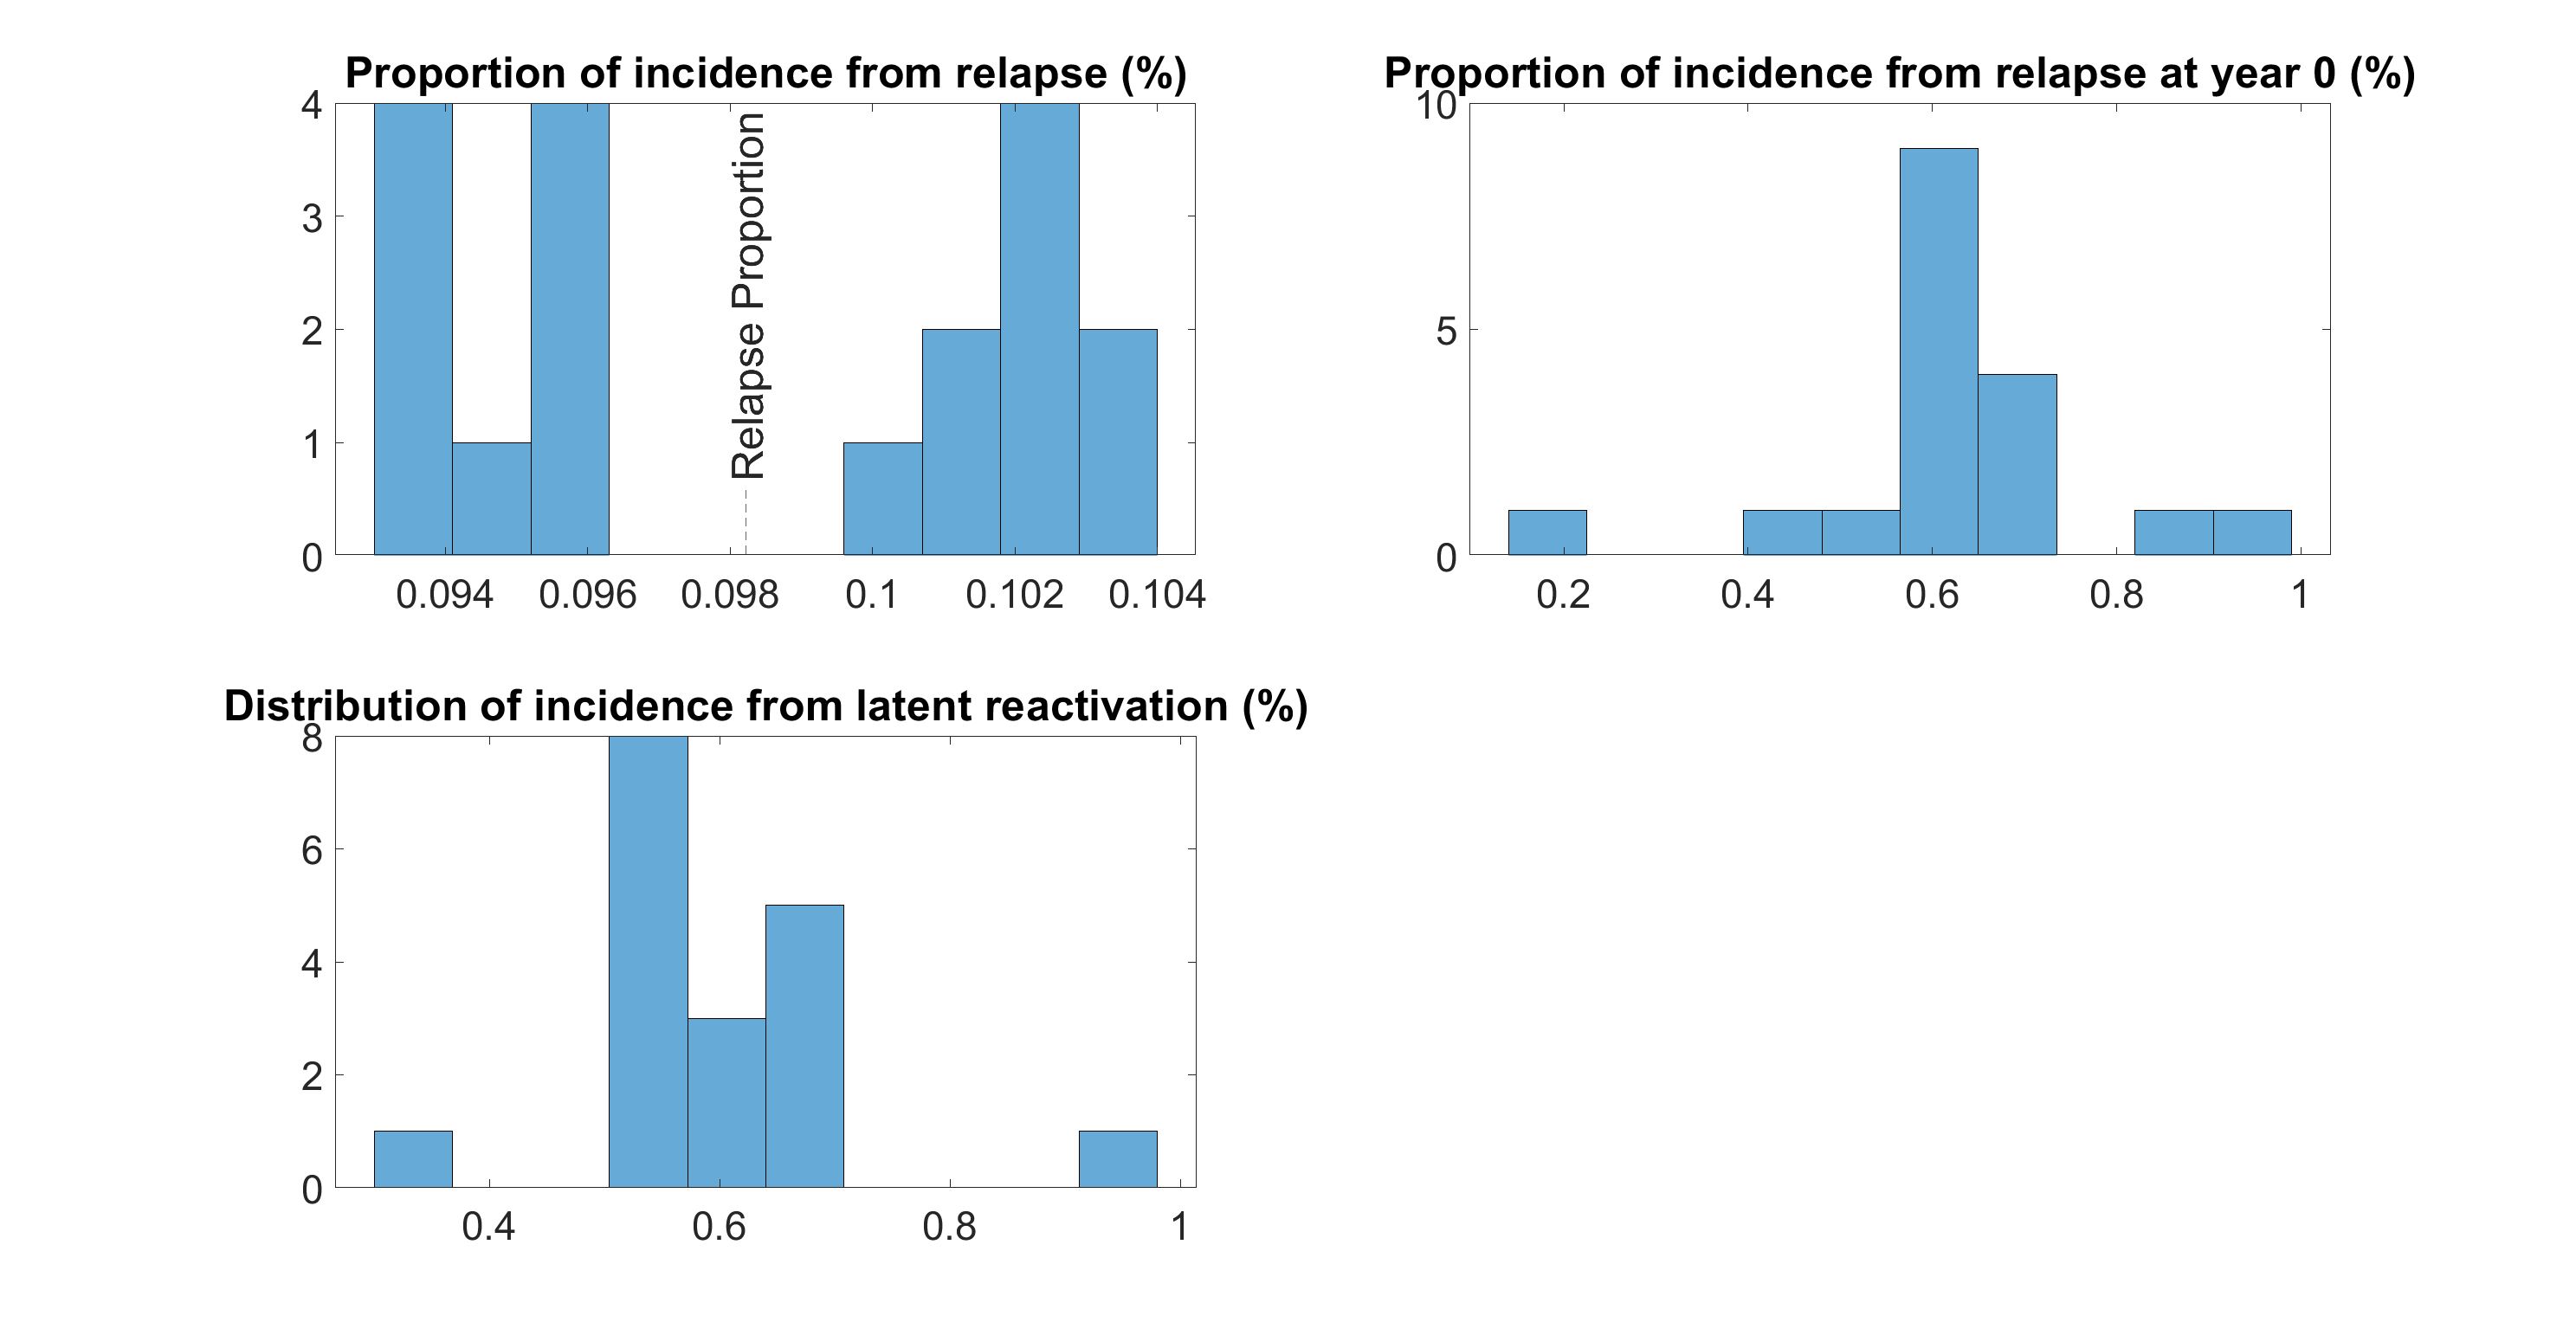 Proportion of incidence from relapse (%)
4
3
2
1
0
Relapse Proportion
0.094 0.096 0.098 0.1 0.102 0.104
Proportion of incidence from relapse at year 0 (%)
10
5
0
0.2 0.4 0.6 0.8 1
Distribution of incidence from latent reactivation (%)
8
6
4
2
0
0.4 0.6 0.8 1